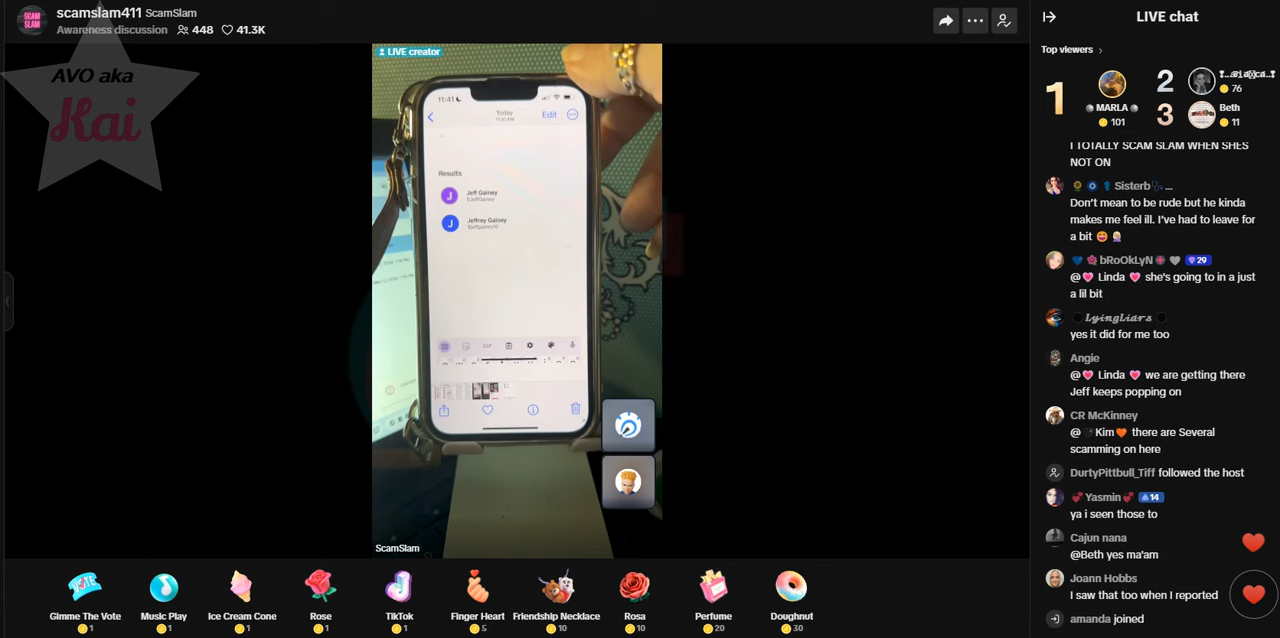 scamslam411 ScamSlam
Awareness discussion 448 41.3K
AVO aka
Kai
LIVE creator
11:41
Today
Edit
Results
J Jeff Gainey
J Jeffrey Gainey
GIF
ScamSlam
Gimme The Vote
1
Music Play
1
Ice Cream Cone
1
Rose
1
TikTok
1
Finger Heart
5
Friendship Necklace
10
Rosa
10
Perfume
20
Doughnut
30
LIVE chat
Top viewers
1
MARLA
101
2
76
3
Beth
11
I TOTALLY SCAM SLAM WHEN SHES
NOT ON
Sisterb ...
Don't mean to be rude but he kinda
makes me feel ill. I've had to leave for
a bit
bRoOkLyN 29
@ Linda she's going to in a just
a lil bit
LyingLiars
yes it did for me too
Angie
@ Linda we are getting there
Jeff keeps popping on
CR McKinney
@ Kim there are Several
scamming on here
DurtyPittbull_Tiff followed the host
Yasmin 14
ya i seen those to
Cajun nana
@Beth yes ma'am
Joann Hobbs
I saw that too when I reported
amanda joined